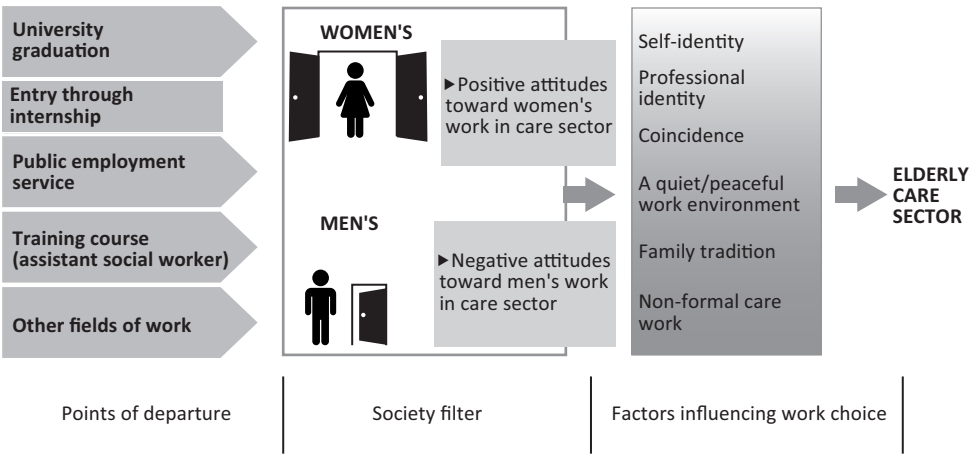 University
graduation
Entry through
internship
Public employment
service
Training course
(assistant social worker)
Other fields of work
WOMEN'S
▶Positive attitudes
toward women's
work in care sector
MEN'S
▶Negative attitudes
toward men's work
in care sector
Self-identity
Professional
identity
Coincidence
A quiet/peaceful
work environment
Family tradition
Non-formal care
work
ELDERLY
CARE
SECTOR
Points of departure
Society filter
Factors influencing work choice